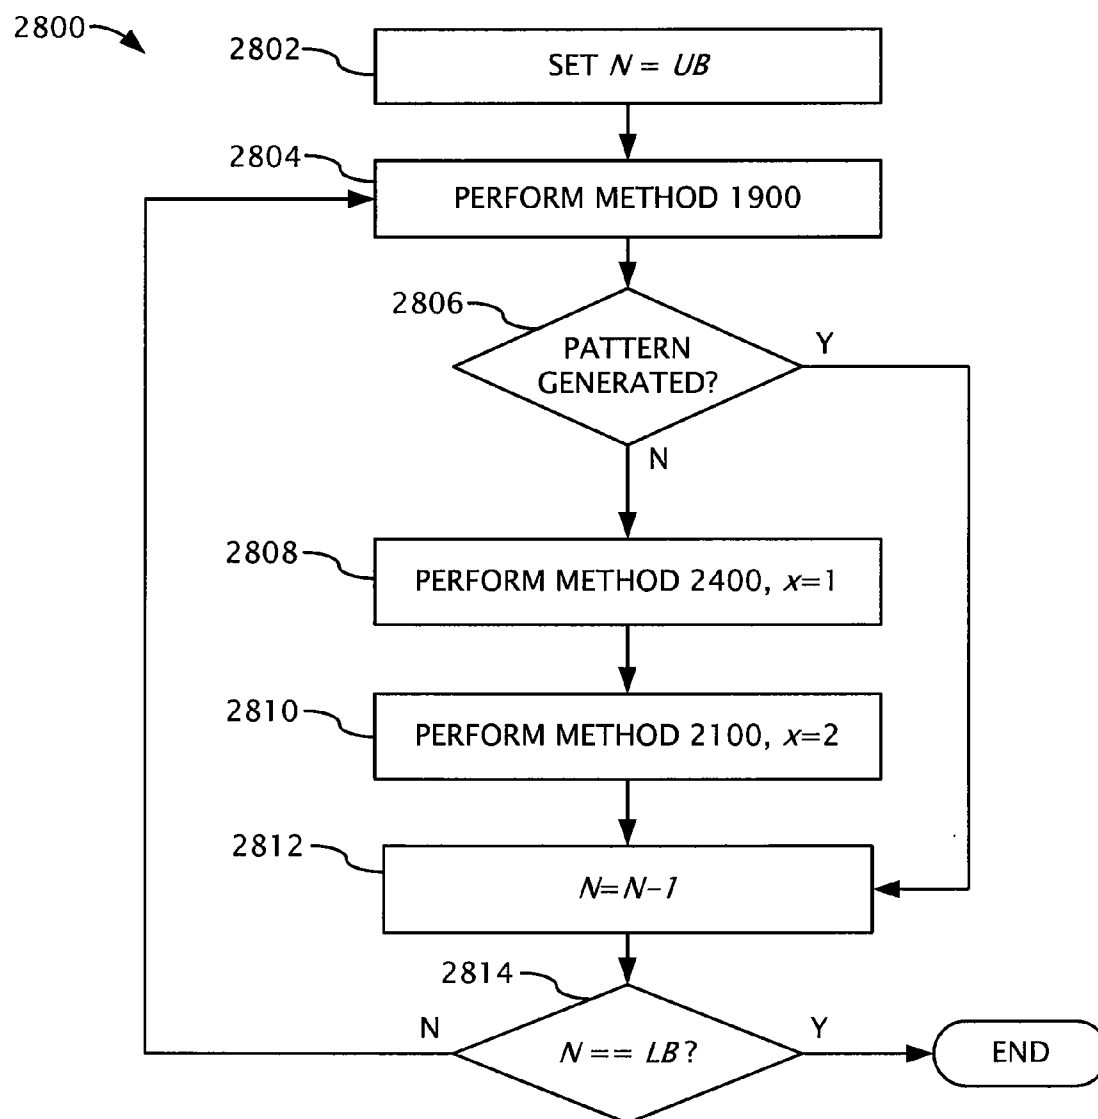 2800
2802
SET N = UB
2804
PERFORM METHOD 1900
2806
PATTERN
GENERATED?
Y
N
2808
PERFORM METHOD 2400, x=1
2810
PERFORM METHOD 2100, x=2
2812
N=N-1
2814
N
N == LB?
Y
END